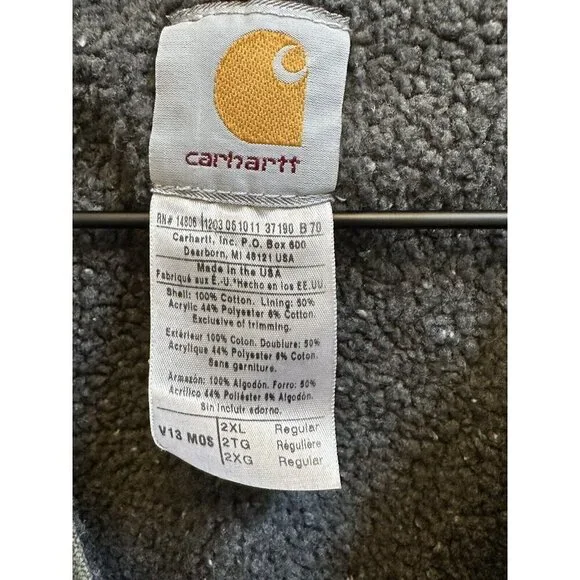 carhartt
RN# 14806 1203 051011 37190 B 70
Carhartt, Inc. P.O. Box 600
Dearborn, MI 48121 USA
Made in the USA
Fabriqué aux É.-U. *Hecho en los EE.UU.
Shell: 100% Cotton. Lining: 50%
Acrylic 44% Polyester 6% Cotton.
Exclusive of trimming.
Extérieur 100% Coton. Doublure: 50%
Acrylique 44% Polyester 6% Coton.
Sans garniture.
Armazón: 100% Algodón. Forro: 50%
Acrílico 44% Poliéster 6% Algodón.
Sin incluir adorno.
V13 MOS
2XL Regular
2TG Régulière
2XG Regular